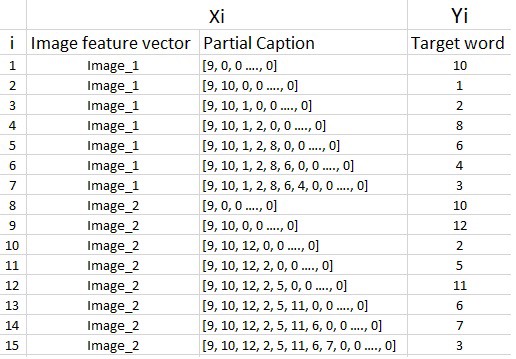 Xi Yi
i Image feature vector Partial Caption Target word
1 Image_1 [9, 0, 0 ...., 0] 10
2 Image_1 [9, 10, 0, 0 ...., 0] 1
3 Image_1 [9, 10, 1, 0, 0 ...., 0] 2
4 Image_1 [9, 10, 1, 2, 0, 0 ...., 0] 8
5 Image_1 [9, 10, 1, 2, 8, 0, 0 ...., 0] 6
6 Image_1 [9, 10, 1, 2, 8, 6, 0, 0 ...., 0] 4
7 Image_1 [9, 10, 1, 2, 8, 6, 4, 0, 0 ...., 0] 3
8 Image_2 [9, 0, 0 ...., 0] 10
9 Image_2 [9, 10, 0, 0 ...., 0] 12
10 Image_2 [9, 10, 12, 0, 0 ...., 0] 2
11 Image_2 [9, 10, 12, 2, 0, 0 ...., 0] 5
12 Image_2 [9, 10, 12, 2, 5, 0, 0 ...., 0] 11
13 Image_2 [9, 10, 12, 2, 5, 11, 0, 0 ...., 0] 6
14 Image_2 [9, 10, 12, 2, 5, 11, 6, 0, 0 ...., 0] 7
15 Image_2 [9, 10, 12, 2, 5, 11, 6, 7, 0, 0 ...., 0] 3